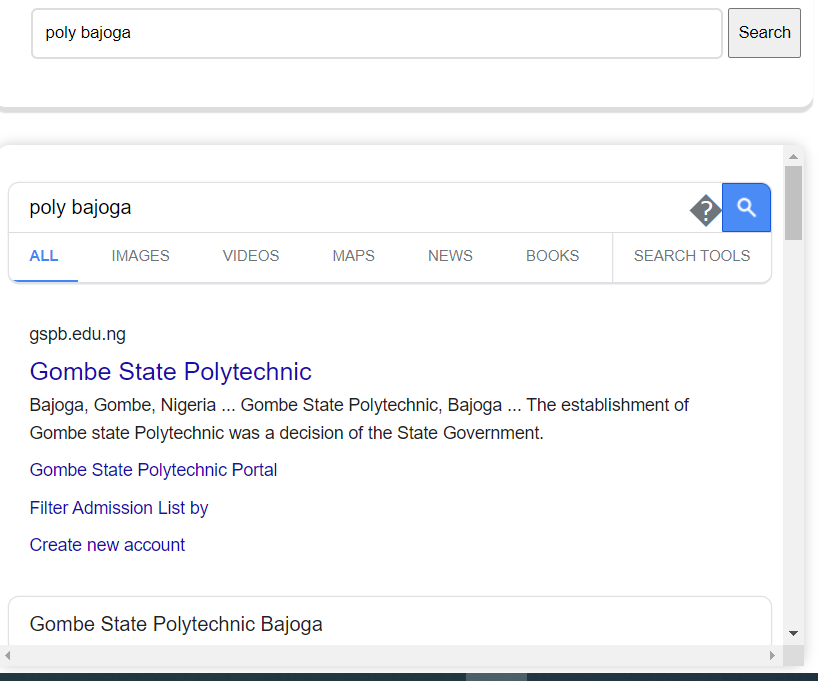 poly bajoga
Search
poly bajoga
?
ALL
IMAGES
VIDEOS
MAPS
NEWS
BOOKS
SEARCH TOOLS
gspb.edu.ng
Gombe State Polytechnic
Bajoga, Gombe, Nigeria ... Gombe State Polytechnic, Bajoga ... The establishment of
Gombe state Polytechnic was a decision of the State Government.
Gombe State Polytechnic Portal
Filter Admission List by
Create new account
Gombe State Polytechnic Bajoga